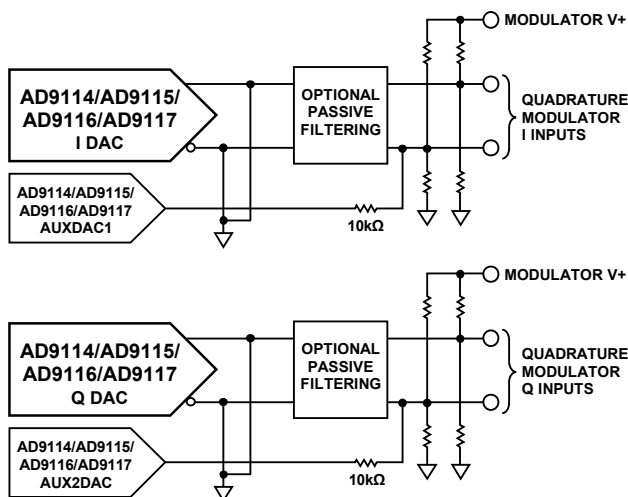 MODULATOR V+
AD9114/AD9115/
AD9116/AD9117
I DAC
OPTIONAL
PASSIVE
FILTERING
QUADRATURE
MODULATOR
I INPUTS
AD9114/AD9115/
AD9116/AD9117
AUXDAC1
10kΩ
MODULATOR V+
AD9114/AD9115/
AD9116/AD9117
Q DAC
OPTIONAL
PASSIVE
FILTERING
QUADRATURE
MODULATOR
Q INPUTS
AD9114/AD9115/
AD9116/AD9117
AUX2DAC
10kΩ